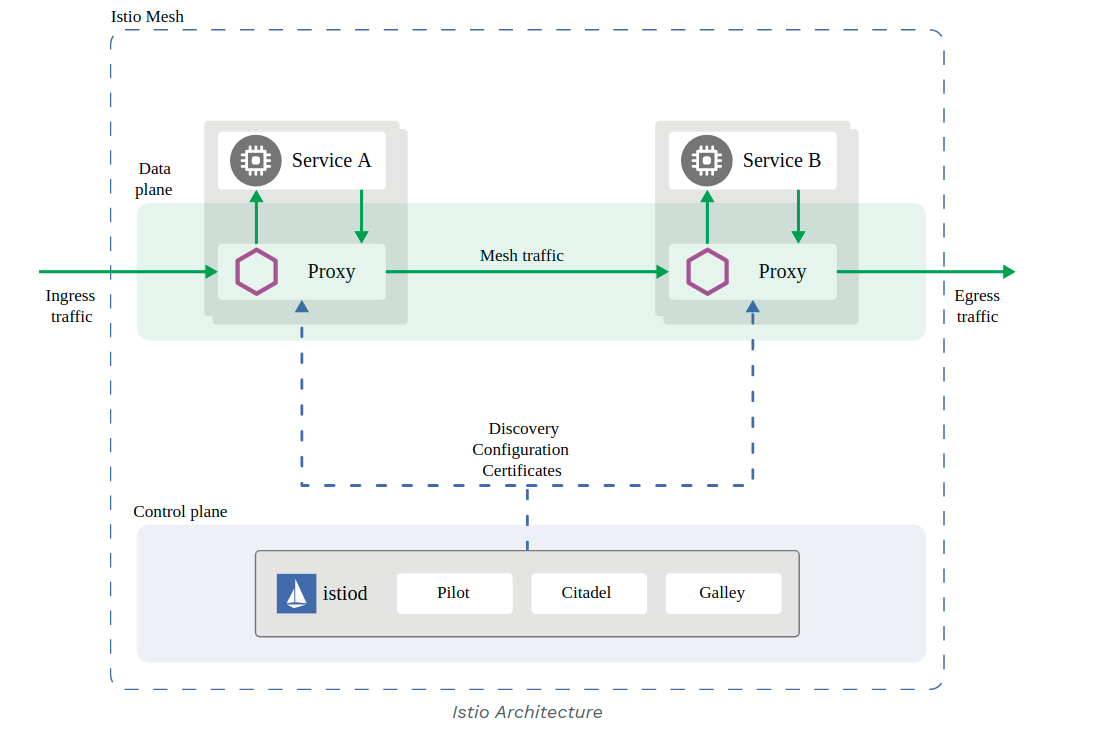 Istio Mesh
Service A
Service B
Data
plane
Mesh traffic
Proxy
Proxy
Ingress
traffic
Egress
traffic
Discovery
Configuration
Certificates
Control plane
istiod
Pilot
Citadel
Galley
Istio Architecture